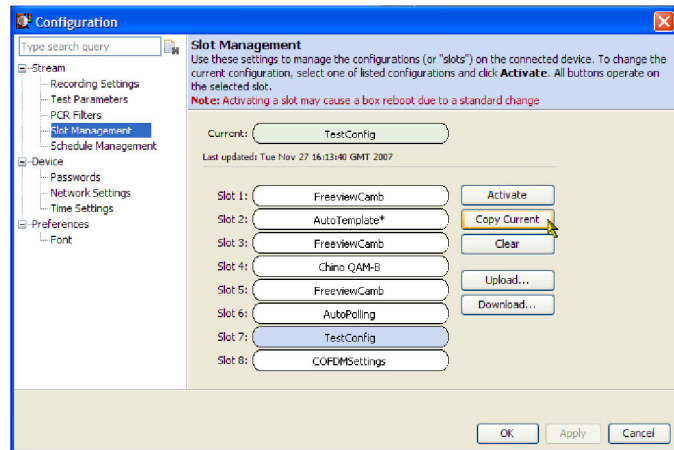 Configuration
Type search query
Stream
Recording Settings
Test Parameters
PCR Filters
Slot Management
Schedule Management
Device
Passwords
Network Settings
Time Settings
Preferences
Font
Slot Management
Use these settings to manage the configurations (or "slots") on the connected device. To change the
current configuration, select one of listed configurations and click Activate. All buttons operate on
the selected slot.
Note: Activating a slot may cause a box reboot due to a standard change
Current: TestConfig
Last updated: Tue Nov 27 16:13:40 GMT 2007
Slot 1: FreeviewCamb
Slot 2: AutoTemplate*
Slot 3: FreeviewCamb
Slot 4: Chino QAM-B
Slot 5: FreeviewCamb
Slot 6: AutoPolling
Slot 7: TestConfig
Slot 8: COFDMSettings
Activate
Copy Current
Clear
Upload...
Download...
OK Apply Cancel